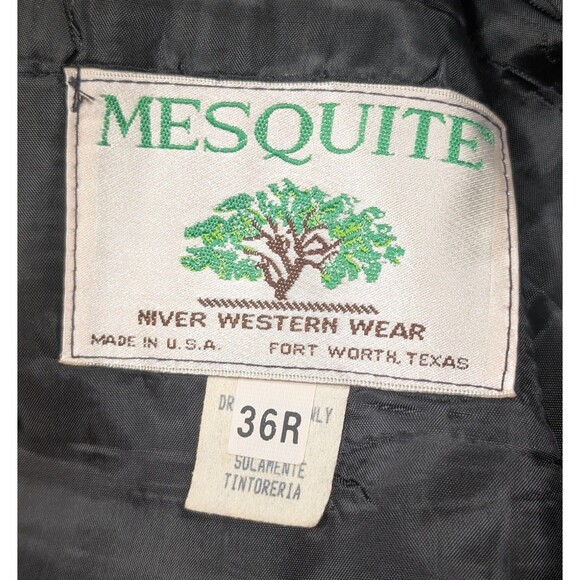 MESQUITE
NIVER WESTERN WEAR
MADE IN U.S.A. FORT WORTH, TEXAS
36R
SOLAMENTE
TINTORERIA